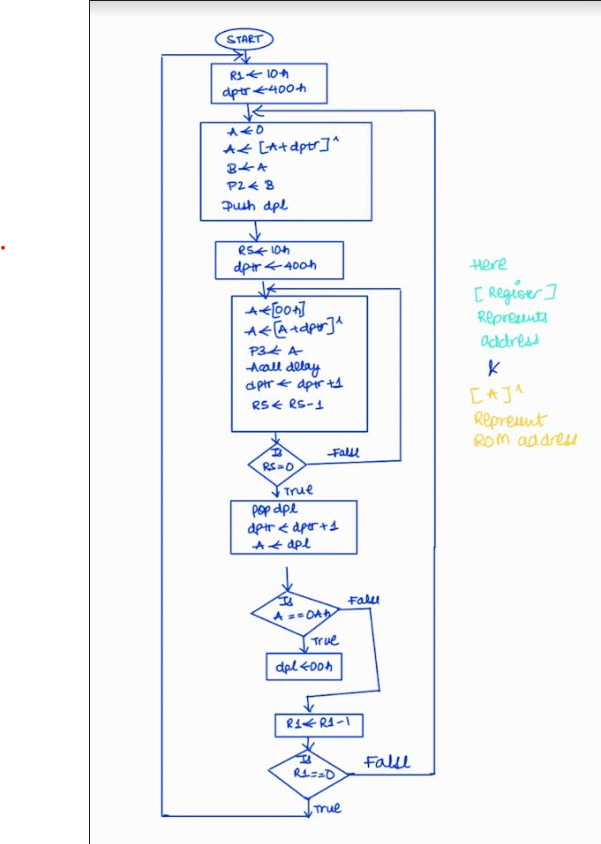 START
R1 ← 10h
dptr ← 400h
A ← 0
A ← [A+dptr]^
B ← A
P2 ← B
Push dpl
R5 ← 10h
dptr ← 400h
A ← [00h]
A ← [A+dptr]^
P3 ← A
Acall delay
dptr ← dptr+1
R5 ← R5-1
Is
R5=0
False
True
pop dpl
dptr ← dptr+1
A ← dpl
Is
A ==0Ah
False
True
dpl ← 00h
R1 ← R1-1
Is
R1==0
False
True
Here
[Register]
Represents
address
&
[A]^
Represent
ROM address